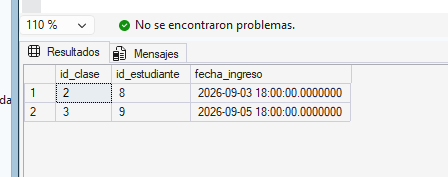 110 %
No se encontraron problemas.
Resultados Mensajes
da
id_clase id_estudiante fecha_ingreso
1 2 8 2026-09-03 18:00:00.0000000
2 3 9 2026-09-05 18:00:00.0000000